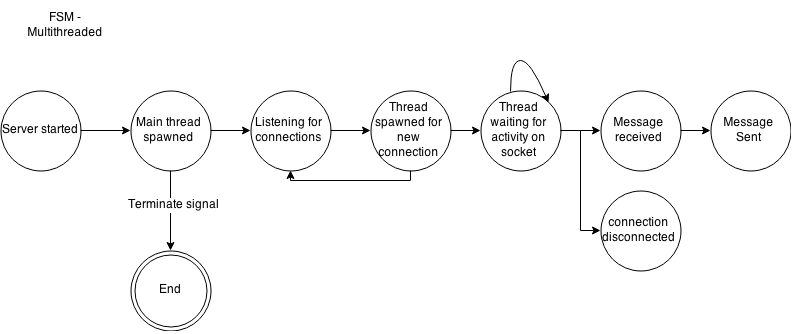 FSM -
Multithreaded
Server started
Main thread
spawned
Listening for
connections
Thread
spawned for
new
connection
Thread
waiting for
activity on
socket
Message
received
Message
Sent
Terminate signal
connection
disconnected
End